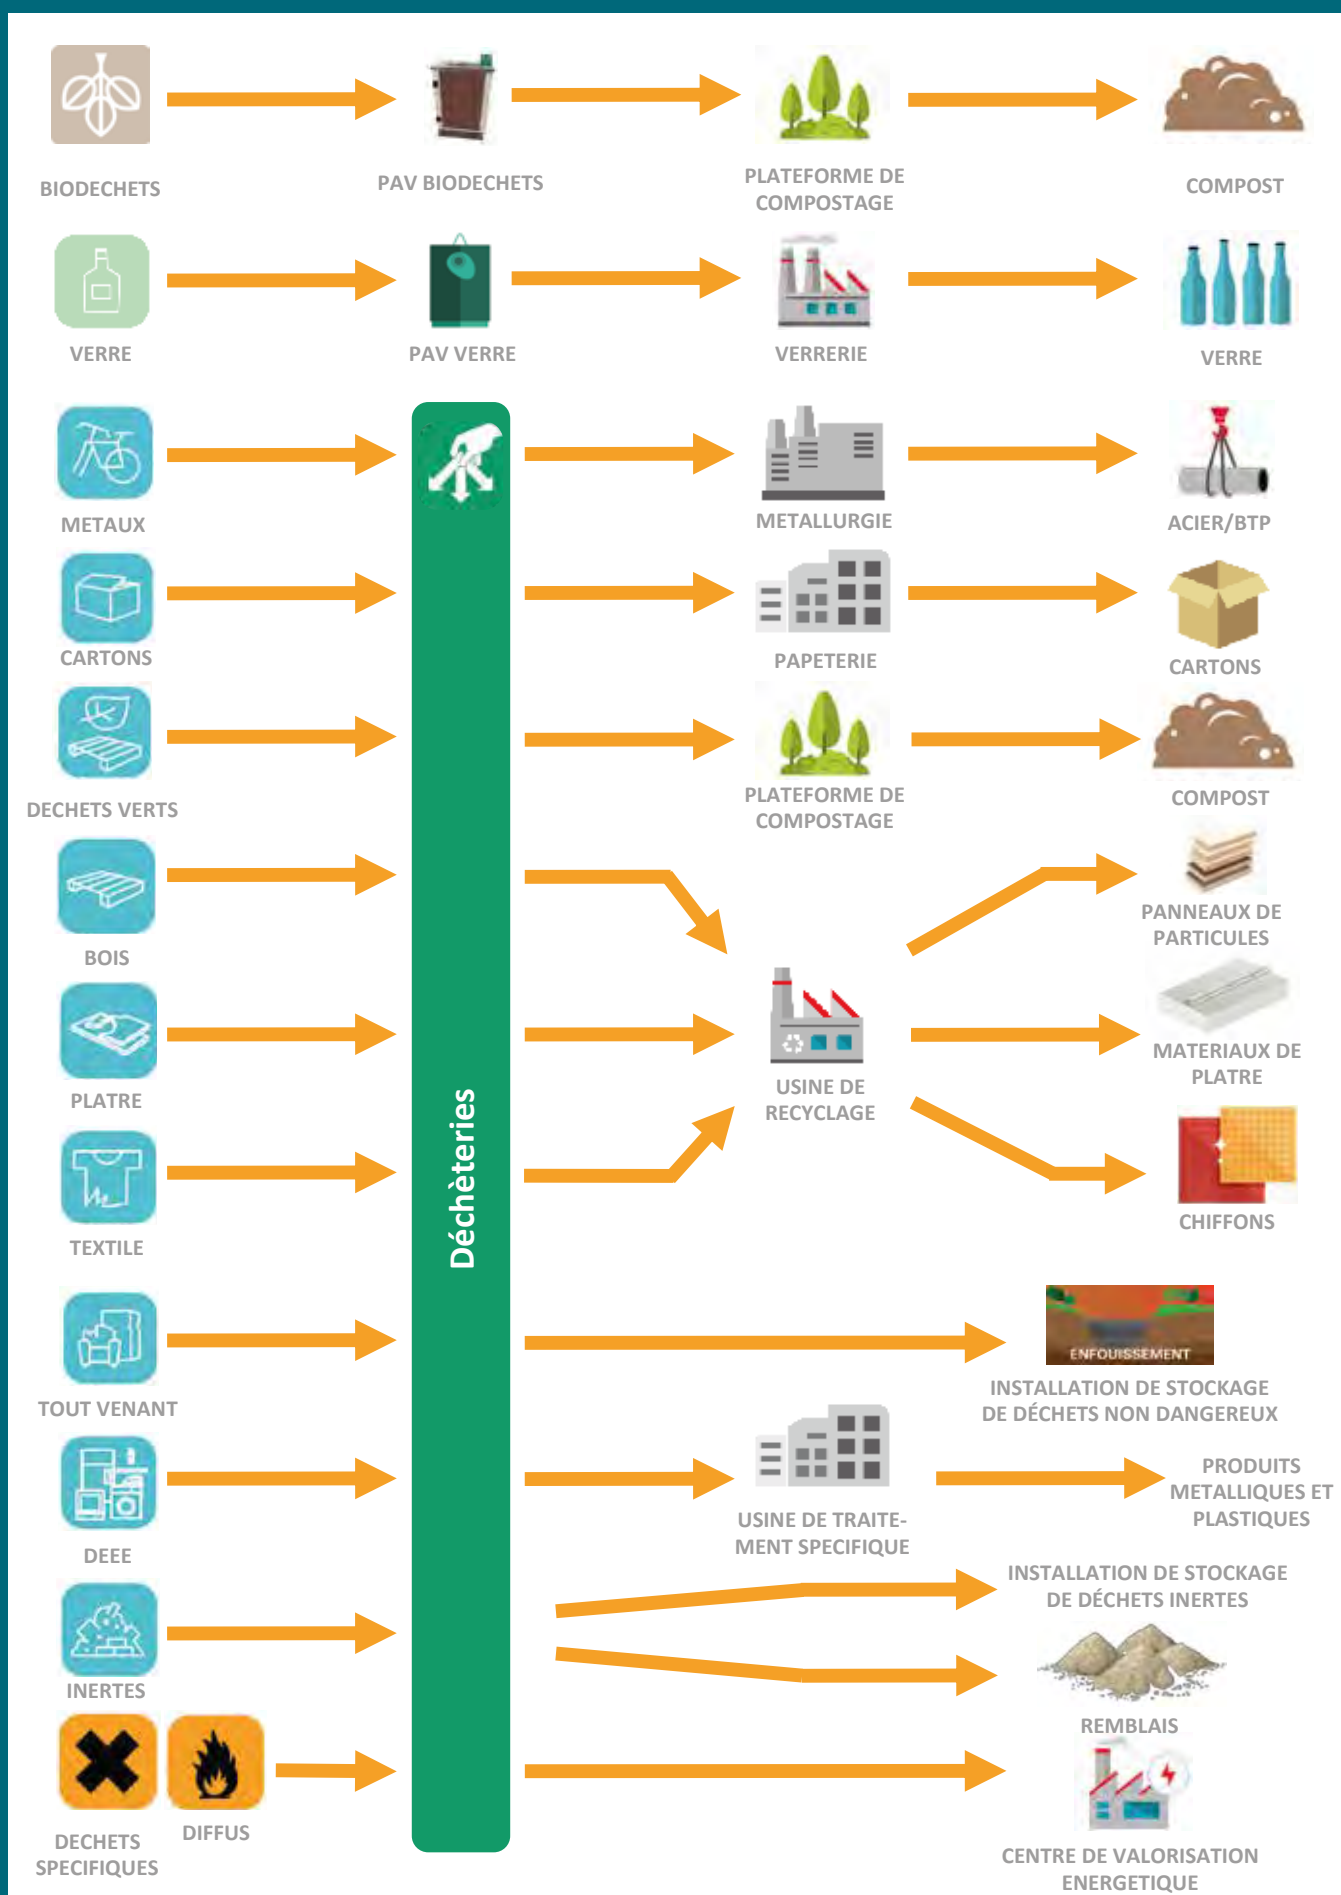 BIODECHETS
PAV BIODECHETS
PLATEFORME DE
COMPOSTAGE
COMPOST
VERRE
PAV VERRE
VERRERIE
VERRE
METAUX
METALLURGIE
ACIER/BTP
CARTONS
PAPETERIE
CARTONS
DECHETS VERTS
PLATEFORME DE
COMPOSTAGE
COMPOST
BOIS
PANNEAUX DE
PARTICULES
PLATRE
USINE DE
RECYCLAGE
MATERIAUX DE
PLATRE
Déchèteries
TEXTILE
CHIFFONS
TOUT VENANT
ENFOUISSEMENT
INSTALLATION DE STOCKAGE
DE DÉCHETS NON DANGEREUX
DEEE
USINE DE TRAITE-
MENT SPECIFIQUE
PRODUITS
METALLIQUES ET
PLASTIQUES
INERTES
INSTALLATION DE STOCKAGE
DE DÉCHETS INERTES
REMBLAIS
DECHETS
SPECIFIQUES
DIFFUS
CENTRE DE VALORISATION
ENERGETIQUE